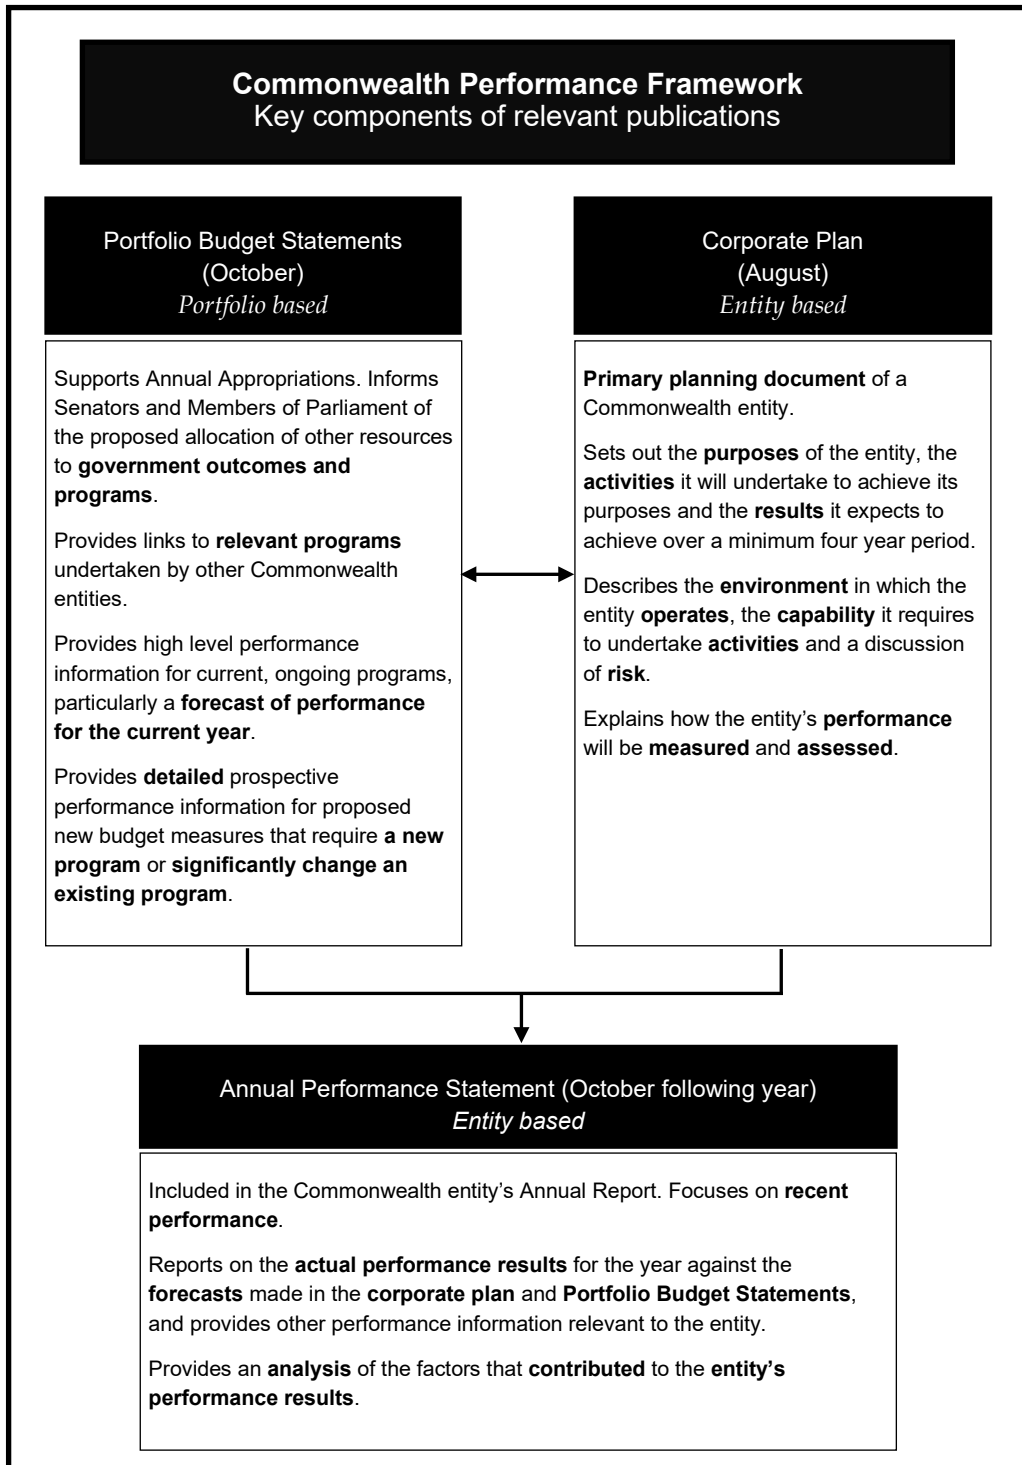 Commonwealth Performance Framework
Key components of relevant publications
Portfolio Budget Statements
(October)
Portfolio based
Supports Annual Appropriations. Informs
Senators and Members of Parliament of
the proposed allocation of other resources
to government outcomes and
programs.
Provides links to relevant programs
undertaken by other Commonwealth
entities.
Provides high level performance
information for current, ongoing programs,
particularly a forecast of performance
for the current year.
Provides detailed prospective
performance information for proposed
new budget measures that require a new
program or significantly change an
existing program.
Corporate Plan
(August)
Entity based
Primary planning document of a
Commonwealth entity.
Sets out the purposes of the entity, the
activities it will undertake to achieve its
purposes and the results it expects to
achieve over a minimum four year period.
Describes the environment in which the
entity operates, the capability it requires
to undertake activities and a discussion
of risk.
Explains how the entity’s performance
will be measured and assessed.
Annual Performance Statement (October following year)
Entity based
Included in the Commonwealth entity’s Annual Report. Focuses on recent
performance.
Reports on the actual performance results for the year against the
forecasts made in the corporate plan and Portfolio Budget Statements,
and provides other performance information relevant to the entity.
Provides an analysis of the factors that contributed to the entity’s
performance results.